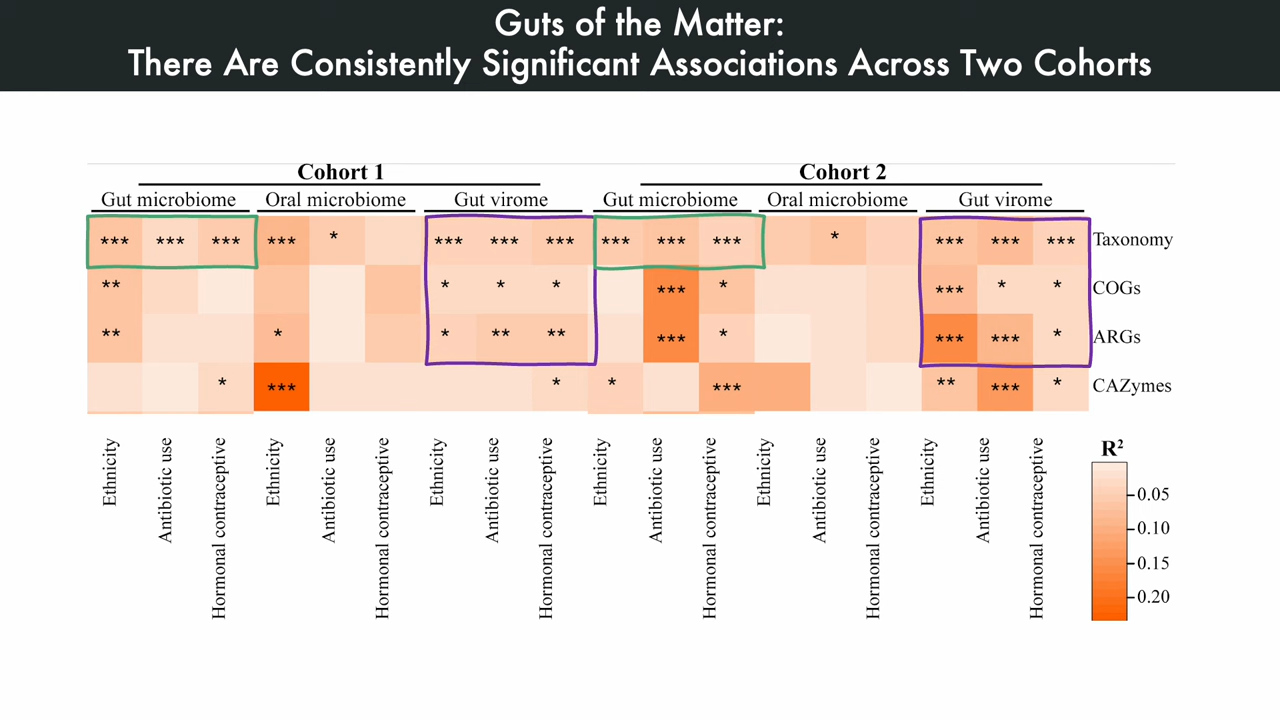 Guts of the Matter:
There Are Consistently Significant Associations Across Two Cohorts
Cohort 1 Cohort 2
Gut microbiome Oral microbiome Gut virome Gut microbiome Oral microbiome Gut virome
*** *** *** *** * *** *** *** *** *** *** * *** *** *** Taxonomy
** * * * *** * *** * * COGs
** * * ** ** *** * *** *** * ARGs
* *** * * *** ** *** * CAZymes
Ethnicity
Antibiotic use
Hormonal contraceptive
Ethnicity
Antibiotic use
Hormonal contraceptive
Ethnicity
Antibiotic use
Hormonal contraceptive
Ethnicity
Antibiotic use
Hormonal contraceptive
Ethnicity
Antibiotic use
Hormonal contraceptive
Ethnicity
Antibiotic use
Hormonal contraceptive
R²
0.05
0.10
0.15
0.20